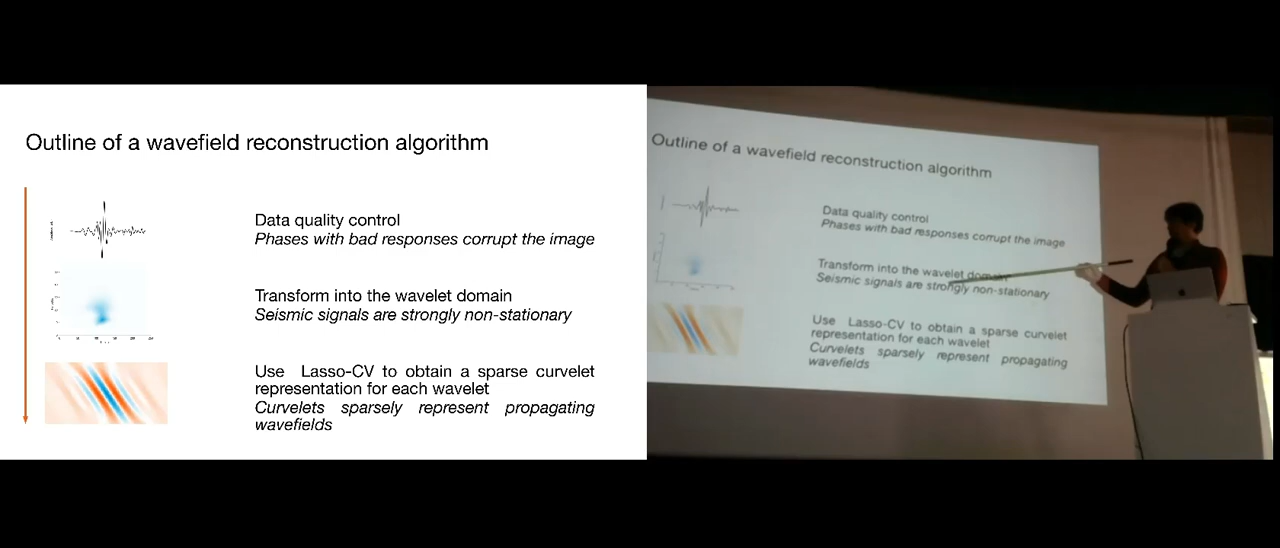 Outline of a wavefield reconstruction algorithm
Data quality control
Phases with bad responses corrupt the image
Transform into the wavelet domain
Seismic signals are strongly non-stationary
Use Lasso-CV to obtain a sparse curvelet
representation for each wavelet
Curvelets sparsely represent propagating
wavefields
Outline of a wavefield reconstruction algorithm
Data quality control
Phases with bad responses corrupt the image
Transform into the wavelet domain
Seismic signals are strongly non-stationary
Use Lasso-CV to obtain a sparse curvelet
representation for each wavelet
Curvelets sparsely represent propagating
wavefields